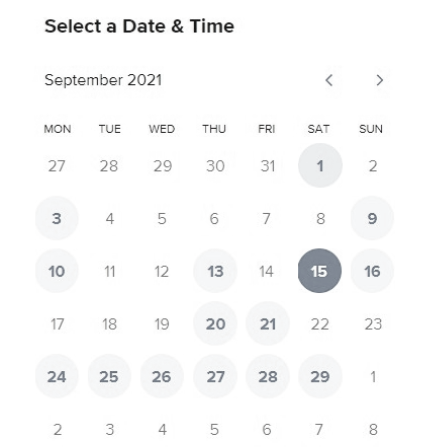 Select a Date & Time
September 2021
MON TUE WED THU FRI SAT SUN
27 28 29 30 31 1 2
3 4 5 6 7 8 9
10 11 12 13 14 15 16
17 18 19 20 21 22 23
24 25 26 27 28 29 1
2 3 4 5 6 7 8